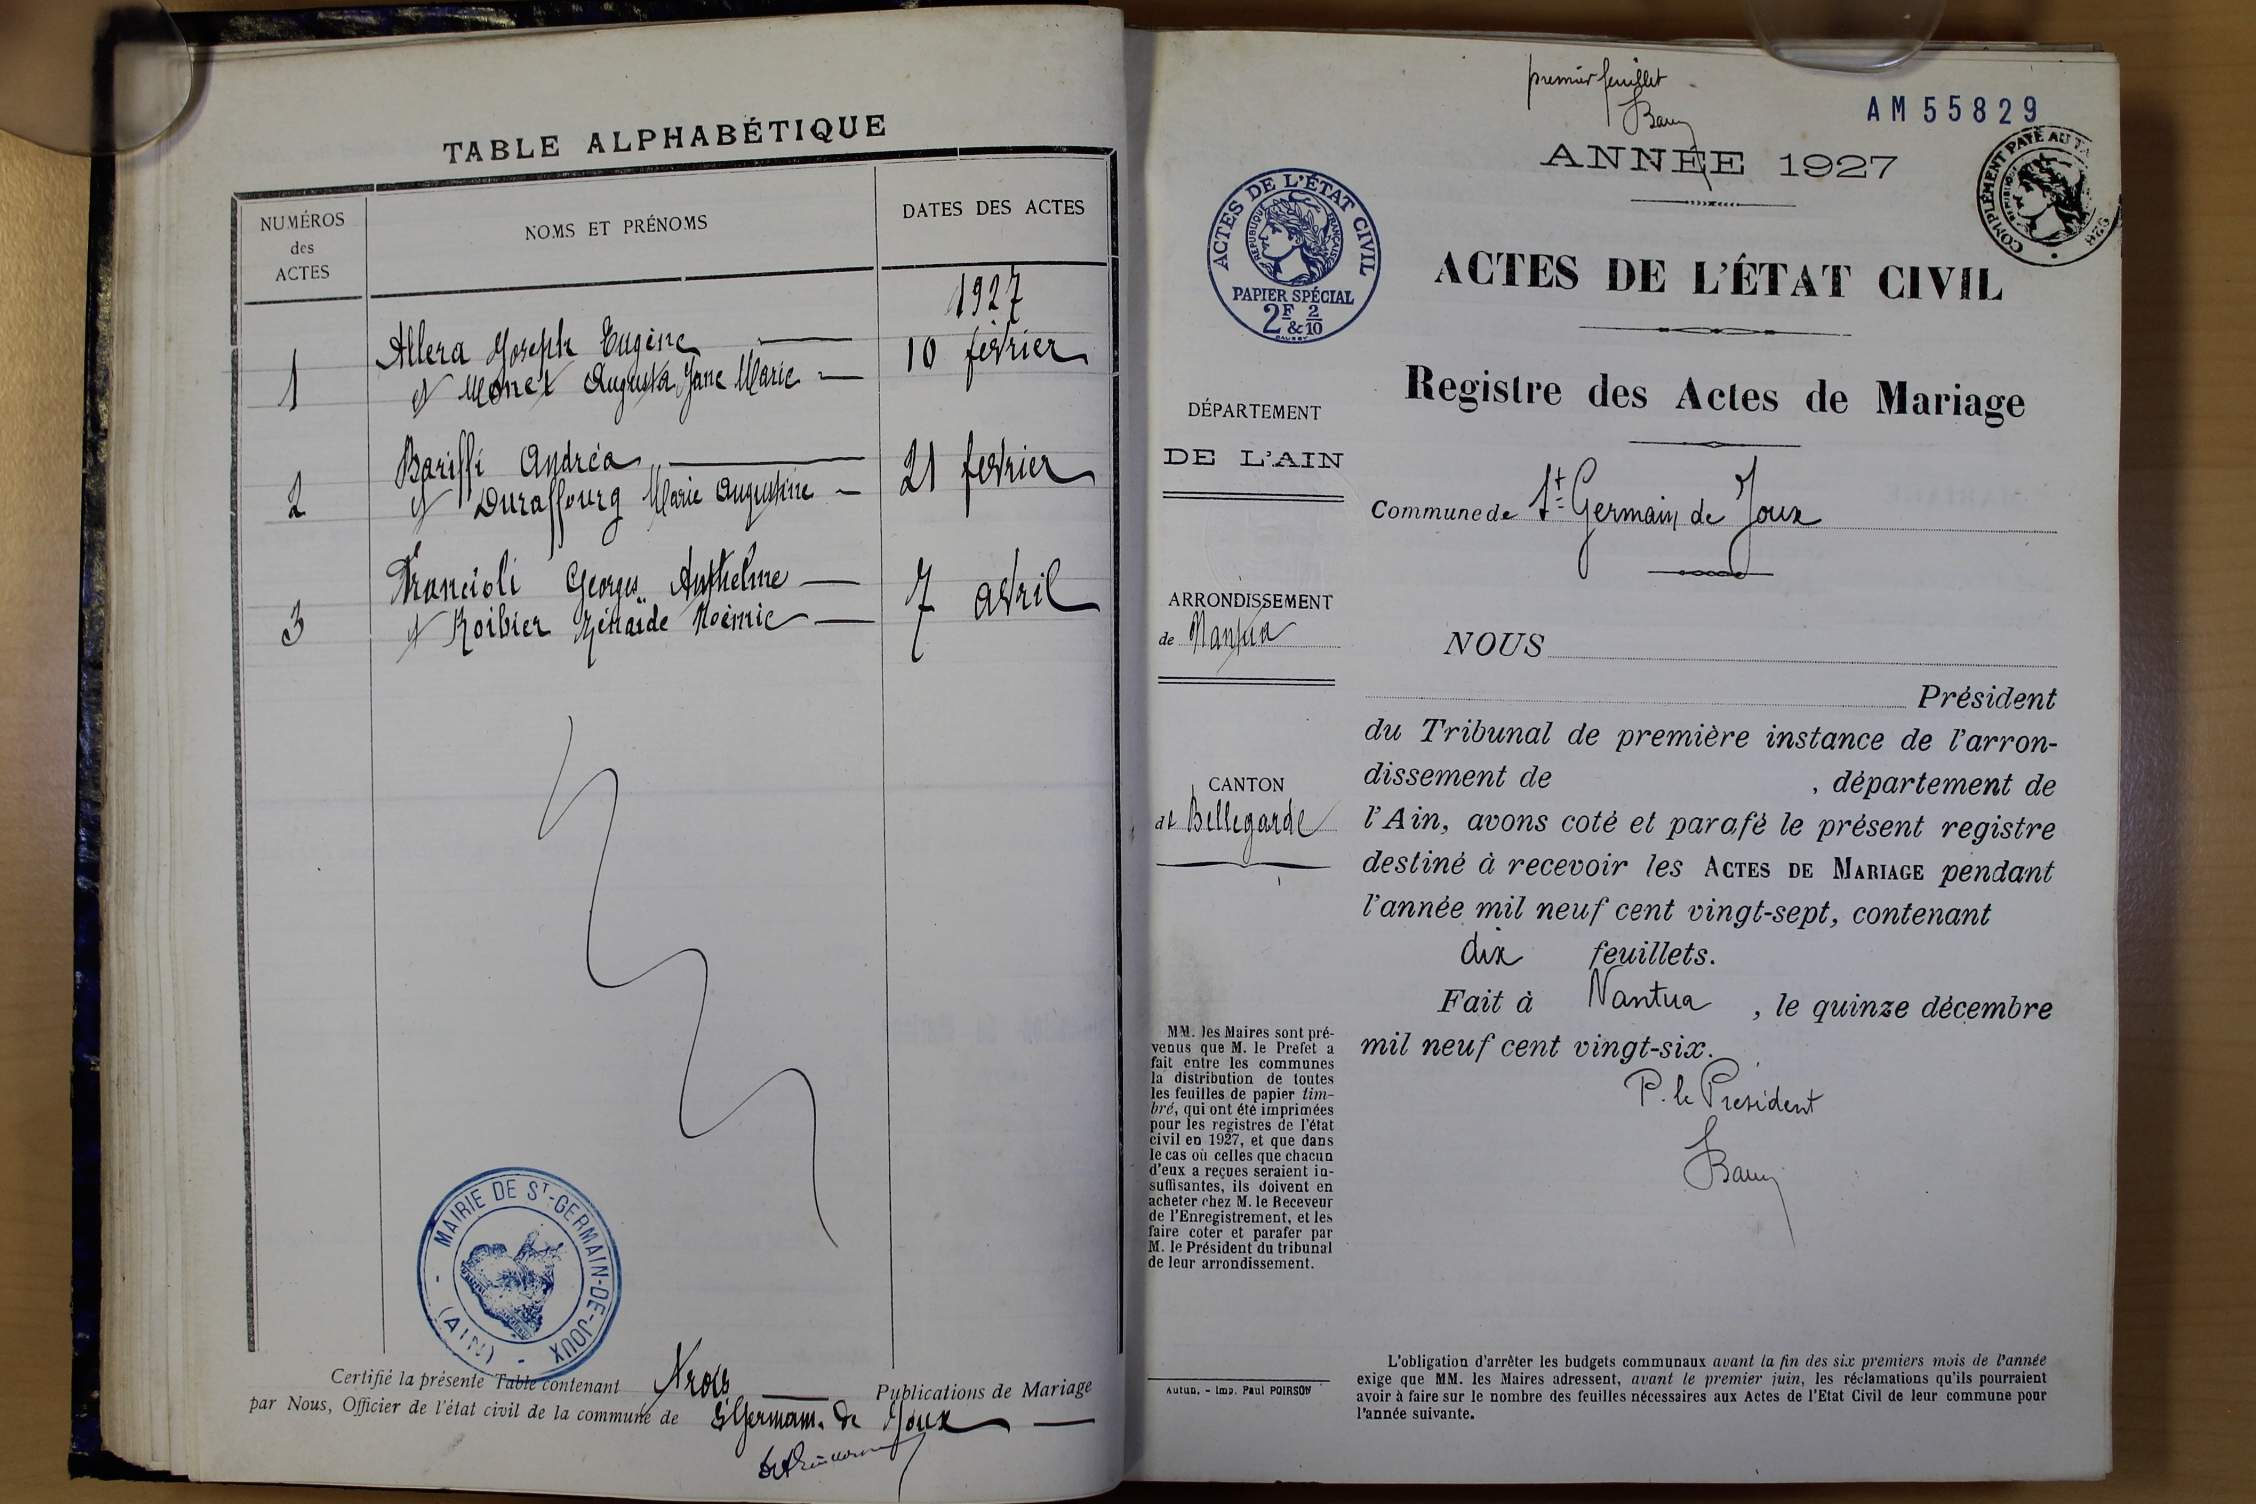 TABLE ALPHABÉTIQUE
NUMÉROS
des
ACTES
NOMS ET PRÉNOMS
DATES DES ACTES
1927
Allera Joseph Eugène
1 et Monet Augusta Jane Marie 10 février
Bariffi Andréa
2 et Duraffourg Marie Augustine 21 février
Francioli Georges Anthelme
3 et Roibier Zénaïde Noémie 7 avril
MAIRIE DE ST-GERMAIN-DE-JOUX
- (AIN) -
Certifié la présente Table contenant trois Publications de Mariage
par Nous, Officier de l'état civil de la commune de St Germain de Joux
premier feuillet
AM 55829
ANNÉE 1927
COMPLÉMENT PAYÉ AU
ACTES DE L'ÉTAT CIVIL
RÉPUBLIQUE FRANÇAISE
PAPIER SPÉCIAL
2F & 2/10
ACTES DE L'ÉTAT CIVIL
Registre des Actes de Mariage
DÉPARTEMENT
DE L'AIN
Commune de St Germain de Joux
ARRONDISSEMENT
de Nantua
CANTON
de Bellegarde
NOUS
Président
du Tribunal de première instance de l'arron-
dissement de , département de
l'Ain, avons coté et parafé le présent registre
destiné à recevoir les ACTES DE MARIAGE pendant
l'année mil neuf cent vingt-sept, contenant
dix feuillets.
Fait à Nantua , le quinze décembre
mil neuf cent vingt-six.
P. le Président
MM. les Maires sont pré-
venus que M. le Prefet a
fait entre les communes
la distribution de toutes
les feuilles de papier tim-
bré, qui ont été imprimées
pour les registres de l'état
civil en 1927, et que dans
le cas où celles que chacun
d'eux a reçues seraient in-
suffisantes, ils doivent en
acheter chez M. le Receveur
de l'Enregistrement, et les
faire coter et parafer par
M. le Président du tribunal
de leur arrondissement.
Autun. - Imp. Paul POIRSON
L'obligation d'arrêter les budgets communaux avant la fin des six premiers mois de l'année
exige que MM. les Maires adressent, avant le premier juin, les réclamations qu'ils pourraient
avoir à faire sur le nombre des feuilles nécessaires aux Actes de l'Etat Civil de leur commune pour
l'année suivante.